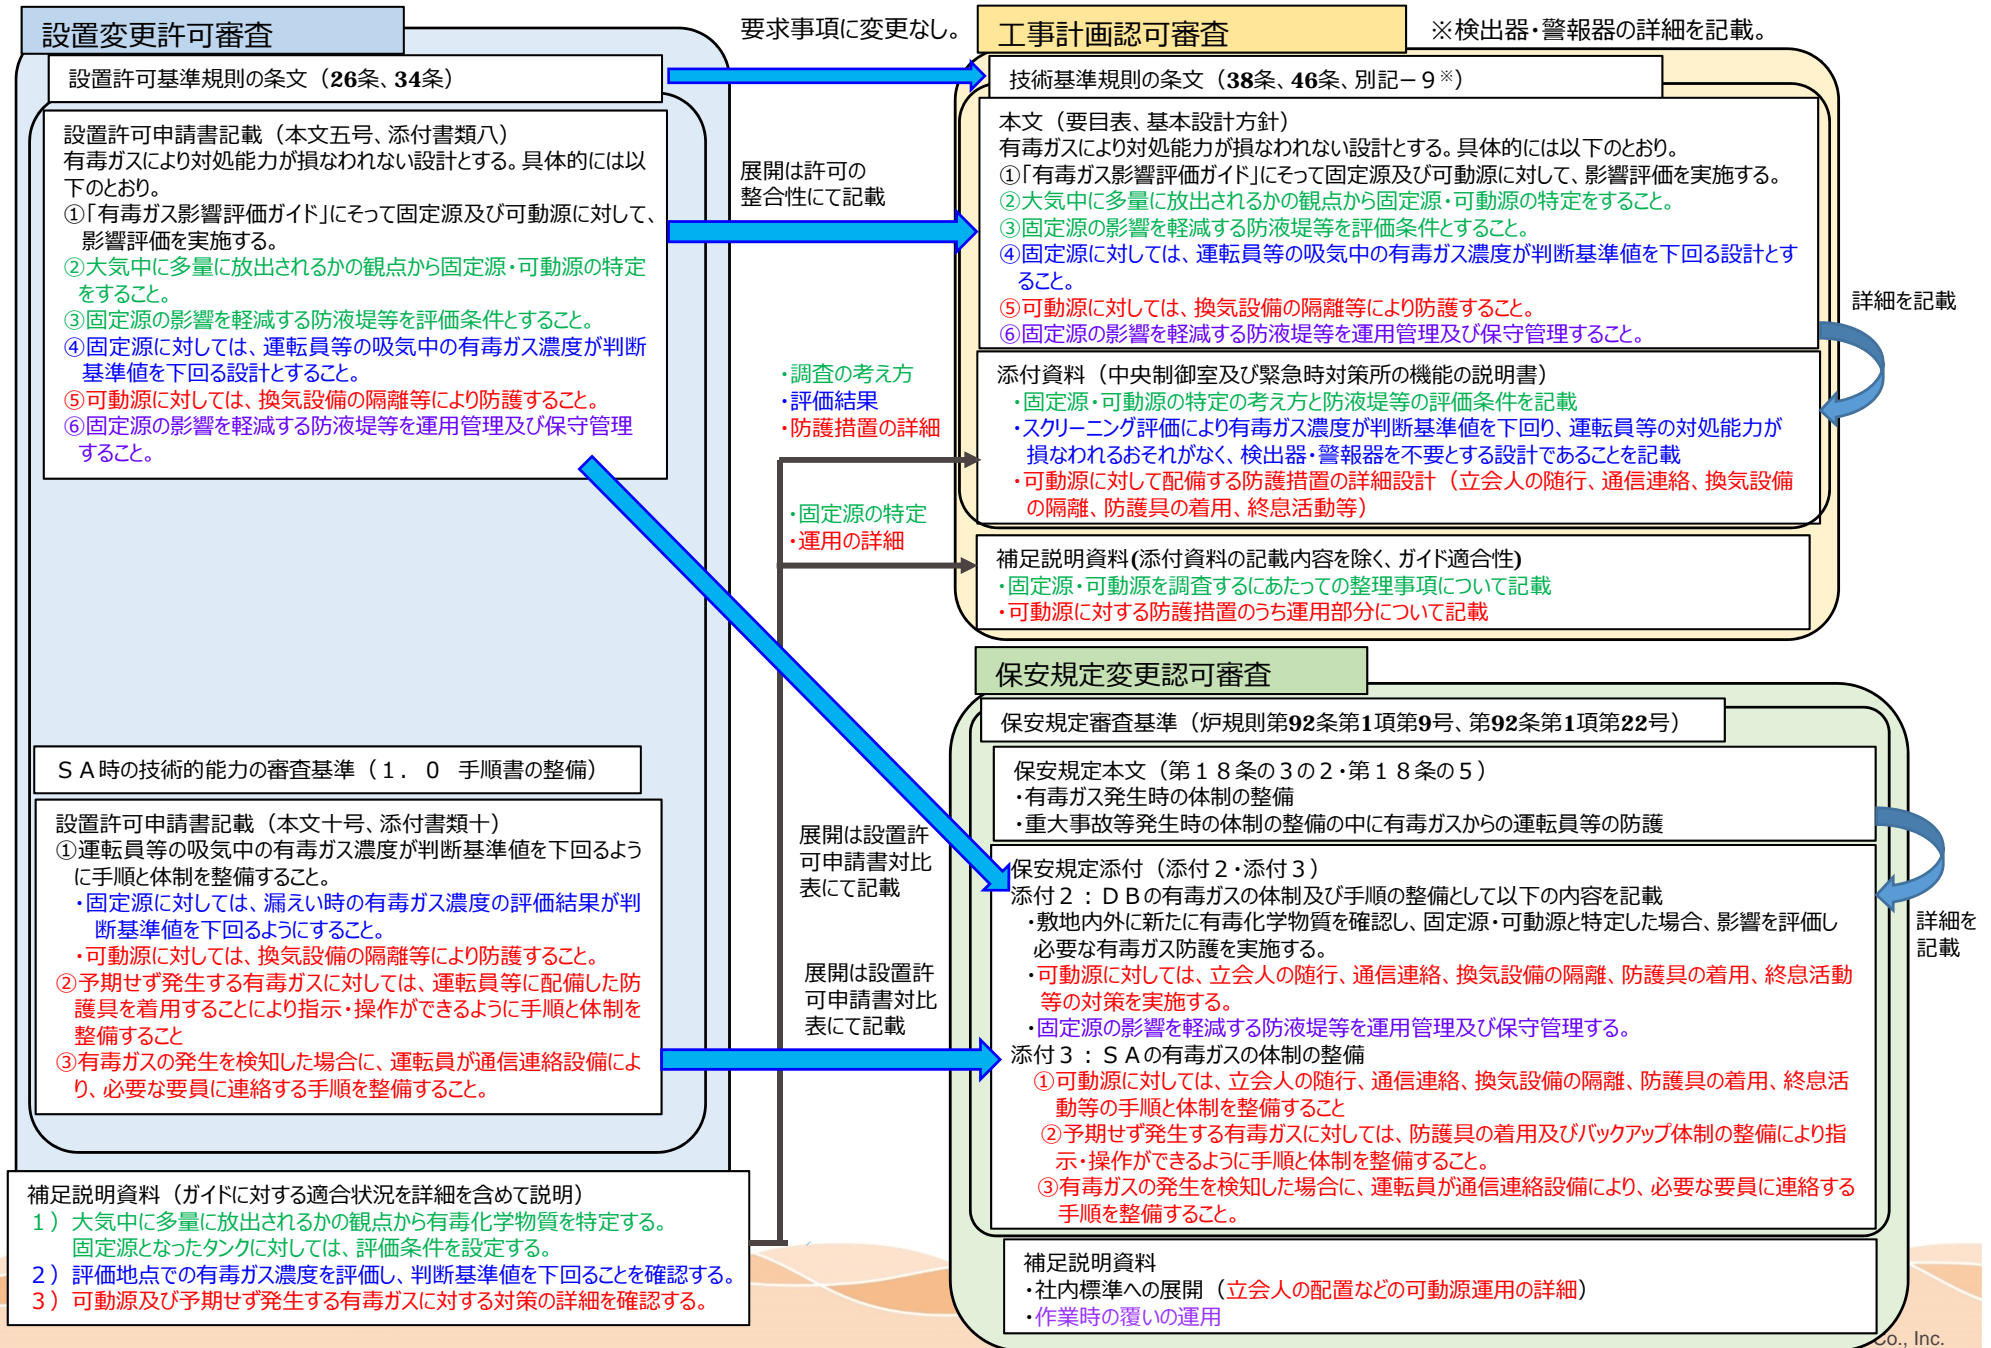 設置変更許可審査
設置許可基準規則の条文（26条、34条）
設置許可申請書記載（本文五号、添付書類八）
有毒ガスにより対処能力が損なわれない設計とする。具体的には以
下のとおり。
①「有毒ガス影響評価ガイド」にそって固定源及び可動源に対して、
影響評価を実施する。
②大気中に多量に放出されるかの観点から固定源・可動源の特定
をすること。
③固定源の影響を軽減する防液堤等を評価条件とすること。
④固定源に対しては、運転員等の吸気中の有毒ガス濃度が判断
基準値を下回る設計とすること。
⑤可動源に対しては、換気設備の隔離等により防護すること。
⑥固定源の影響を軽減する防液堤等を運用管理及び保守管理
すること。
ＳＡ時の技術的能力の審査基準（１．０　手順書の整備）
設置許可申請書記載（本文十号、添付書類十）
①運転員等の吸気中の有毒ガス濃度が判断基準値を下回るよう
に手順と体制を整備すること。
・固定源に対しては、漏えい時の有毒ガス濃度の評価結果が判
断基準値を下回るようにすること。
・可動源に対しては、換気設備の隔離等により防護すること。
②予期せず発生する有毒ガスに対しては、運転員等に配備した防
護具を着用することにより指示・操作ができるように手順と体制を
整備すること
③有毒ガスの発生を検知した場合に、運転員が通信連絡設備によ
り、必要な要員に連絡する手順を整備すること。
補足説明資料（ガイドに対する適合状況を詳細を含めて説明）
１）大気中に多量に放出されるかの観点から有毒化学物質を特定する。
固定源となったタンクに対しては、評価条件を設定する。
２）評価地点での有毒ガス濃度を評価し、判断基準値を下回ることを確認する。
３）可動源及び予期せず発生する有毒ガスに対する対策の詳細を確認する。
要求事項に変更なし。
展開は許可の
整合性にて記載
・調査の考え方
・評価結果
・防護措置の詳細
・固定源の特定
・運用の詳細
展開は設置許
可申請書対比
表にて記載
展開は設置許
可申請書対比
表にて記載
工事計画認可審査
※検出器・警報器の詳細を記載。
技術基準規則の条文（38条、46条、別記－９※）
本文（要目表、基本設計方針）
有毒ガスにより対処能力が損なわれない設計とする。具体的には以下のとおり。
①「有毒ガス影響評価ガイド」にそって固定源及び可動源に対して、影響評価を実施する。
②大気中に多量に放出されるかの観点から固定源・可動源の特定をすること。
③固定源の影響を軽減する防液堤等を評価条件とすること。
④固定源に対しては、運転員等の吸気中の有毒ガス濃度が判断基準値を下回る設計とす
ること。
⑤可動源に対しては、換気設備の隔離等により防護すること。
⑥固定源の影響を軽減する防液堤等を運用管理及び保守管理すること。
詳細を記載
添付資料（中央制御室及び緊急時対策所の機能の説明書）
・固定源・可動源の特定の考え方と防液堤等の評価条件を記載
・スクリーニング評価により有毒ガス濃度が判断基準値を下回り、運転員等の対処能力が
損なわれるおそれがなく、検出器・警報器を不要とする設計であることを記載
・可動源に対して配備する防護措置の詳細設計（立会人の随行、通信連絡、換気設備
の隔離、防護具の着用、終息活動等）
補足説明資料(添付資料の記載内容を除く、ガイド適合性)
・固定源・可動源を調査するにあたっての整理事項について記載
・可動源に対する防護措置のうち運用部分について記載
保安規定変更認可審査
保安規定審査基準（炉規則第92条第1項第9号、第92条第1項第22号）
保安規定本文（第１８条の３の２・第１８条の５）
・有毒ガス発生時の体制の整備
・重大事故等発生時の体制の整備の中に有毒ガスからの運転員等の防護
保安規定添付（添付２・添付３）
添付２：ＤＢの有毒ガスの体制及び手順の整備として以下の内容を記載
・敷地内外に新たに有毒化学物質を確認し、固定源・可動源と特定した場合、影響を評価し
必要な有毒ガス防護を実施する。
・可動源に対しては、立会人の随行、通信連絡、換気設備の隔離、防護具の着用、終息活動
等の対策を実施する。
・固定源の影響を軽減する防液堤等を運用管理及び保守管理する。
添付３：ＳＡの有毒ガスの体制の整備
①可動源に対しては、立会人の随行、通信連絡、換気設備の隔離、防護具の着用、終息活
動等の手順と体制を整備すること
②予期せず発生する有毒ガスに対しては、防護具の着用及びバックアップ体制の整備により指
示・操作ができるように手順と体制を整備すること。
③有毒ガスの発生を検知した場合に、運転員が通信連絡設備により、必要な要員に連絡する
手順を整備すること。
詳細を
記載
補足説明資料
・社内標準への展開（立会人の配置などの可動源運用の詳細）
・作業時の覆いの運用
Co., Inc.